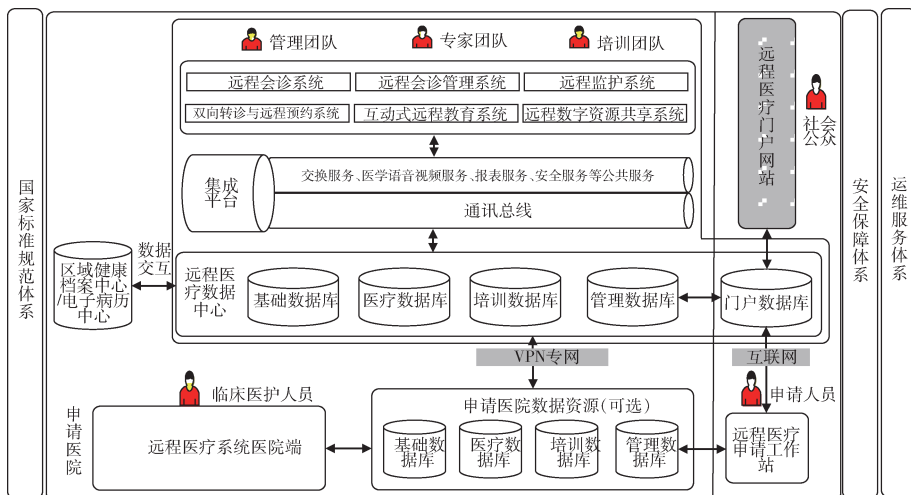 管理团队
专家团队
培训团队
远程会诊系统
远程会诊管理系统
远程监护系统
双向转诊与远程预约系统
互动式远程教育系统
远程数字资源共享系统
远程医疗门户网站
社会
公众
集成
平台
交换服务、医学语音视频服务、报表服务、安全服务等公共服务
通讯总线
国家标准规范体系
安全保障体系
运维服务体系
区域健康
档案中心
/电子病历
中心
数据
交互
远程医
疗数据
中心
基础数据库
医疗数据库
培训数据库
管理数据库
门户数据库
VPN专网
互联网
临床医护人员
申请人员
申请医院
远程医疗系统医院端
申请医院数据资源(可选)
基础数
据库
医疗数
据库
培训数
据库
管理数
据库
远程医疗
申请工作
站